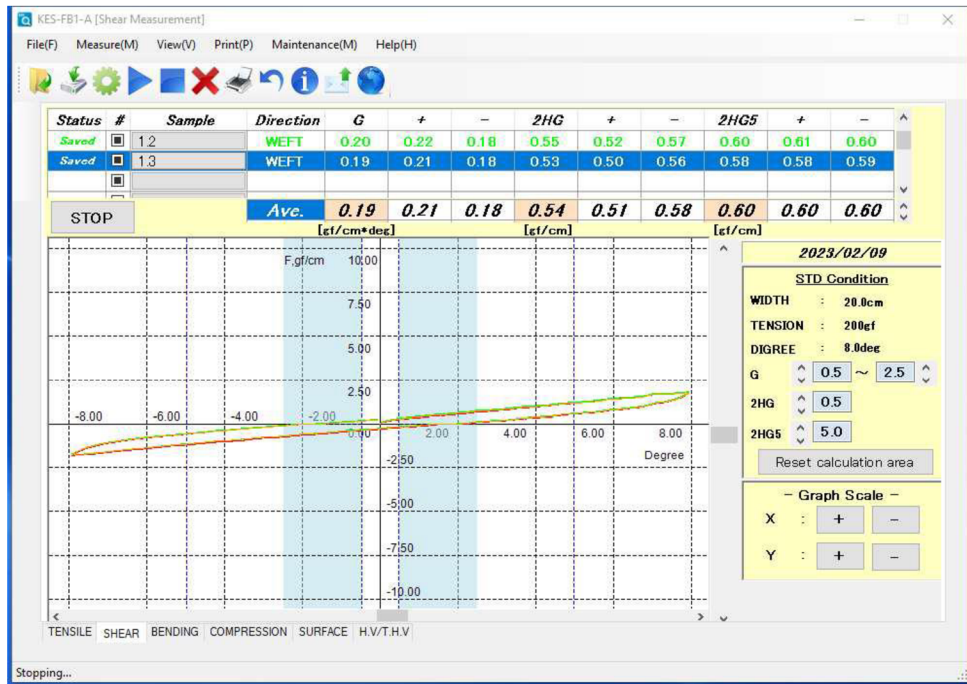 KES-FB1-A [Shear Measurement]
File(F) Measure(M) View(V) Print(P) Maintenance(M) Help(H)
Status # Sample Direction G + - 2HG + - 2HG5 + -
Saved 1.2 WEFT 0.20 0.22 0.18 0.55 0.52 0.57 0.60 0.61 0.60
Saved 1.3 WEFT 0.19 0.21 0.18 0.53 0.50 0.56 0.58 0.58 0.59
STOP Ave. 0.19 0.21 0.18 0.54 0.51 0.58 0.60 0.60 0.60
[gf/cm*deg] [gf/cm] [gf/cm]
F,gf/cm 10.00
7.50
5.00
2.50
-8.00 -6.00 -4.00 -2.00
0.00 2.00 4.00 6.00 8.00
Degree
-2.50
-5.00
-7.50
-10.00
2023/02/09
STD Condition
WIDTH : 20.0cm
TENSION : 200gf
DIGREE : 8.0deg
G 0.5 ~ 2.5
2HG 0.5
2HG5 5.0
Reset calculation area
- Graph Scale -
X : + -
Y : + -
TENSILE SHEAR BENDING COMPRESSION SURFACE H.V/T.H.V
Stopping...